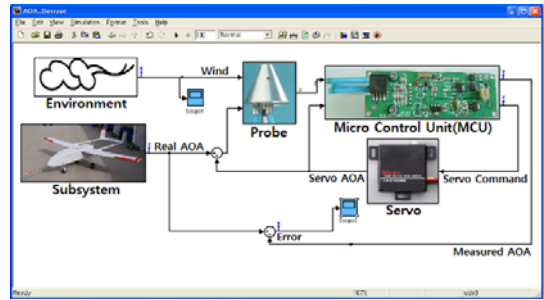 AOA_Sensor
File Edit View Simulation Format Tools Help
100 Normal
Wind
Environment
Probe
Micro Control Unit(MCU)
Real AOA
Subsystem
Servo AOA
Servo Command
Servo
Error
Measured AOA
Ready